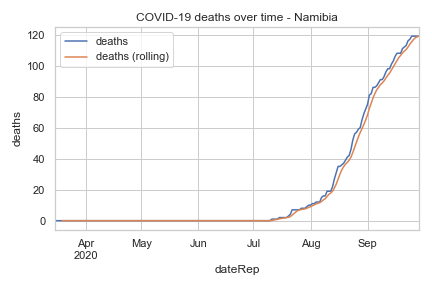 COVID-19 deaths over time - Namibia
deaths
deaths (rolling)
120
100
80
60
40
20
0
deaths
Apr
2020
May
Jun
Jul
Aug
Sep
dateRep